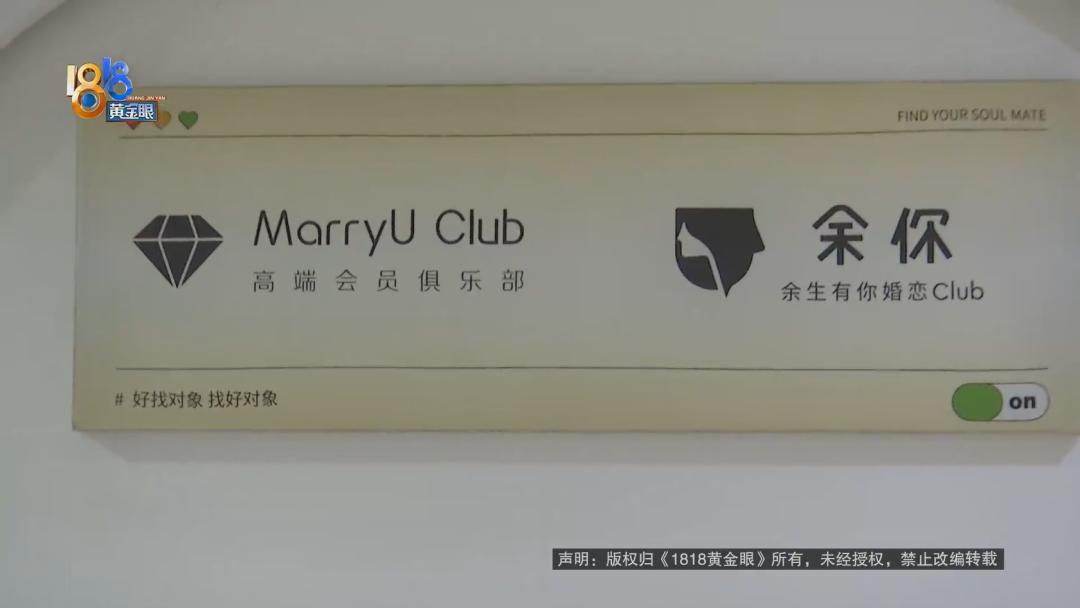 1818
HUANG JIN YAN
黄金眼
FIND YOUR SOUL MATE
MarryU Club
高端会员俱乐部
余你
余生有你婚恋Club
# 好找对象 找好对象
on
声明：版权归《1818黄金眼》所有，未经授权，禁止改编转载